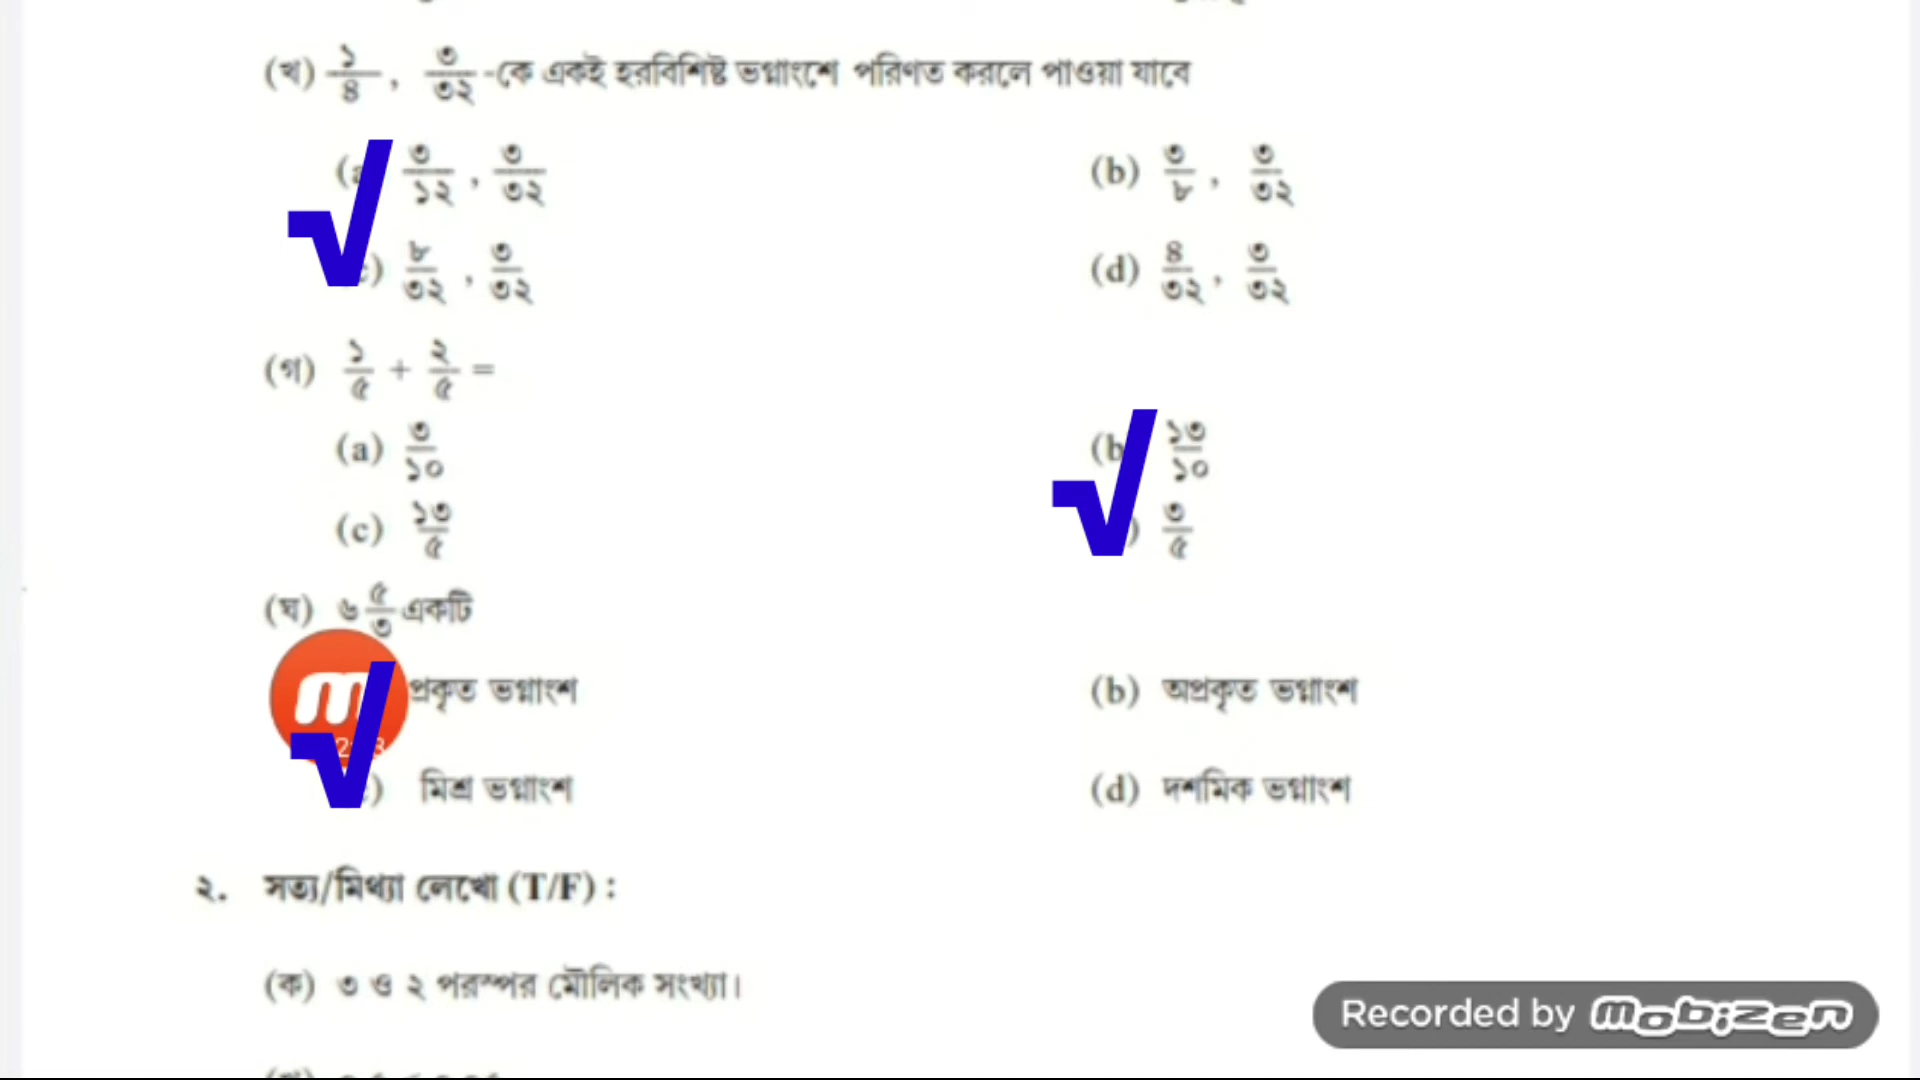 (খ) ১/৪ , ৩/৩২ -কে একই হরবিশিষ্ট ভগ্নাংশে পরিণত করলে পাওয়া যাবে
(a) ৩/১২ , ৩/৩২ (b) ৩/৮ , ৩/৩২
) ৮/৩২ , ৩/৩২ (d) ৪/৩২ , ৩/৩২
(গ) ১/৫ + ২/৫ =
(a) ৩/১০ (b ১৩/১০
(c) ১৩/৫ ) ৩/৫
(ঘ) ৬ ৫/৩ একটি
প্রকৃত ভগ্নাংশ (b) অপ্রকৃত ভগ্নাংশ
) মিশ্র ভগ্নাংশ (d) দশমিক ভগ্নাংশ
২. সত্য/মিথ্যা লেখো (T/F) :
(ক) ৩ ও ২ পরস্পর মৌলিক সংখ্যা।
Recorded by mobizen